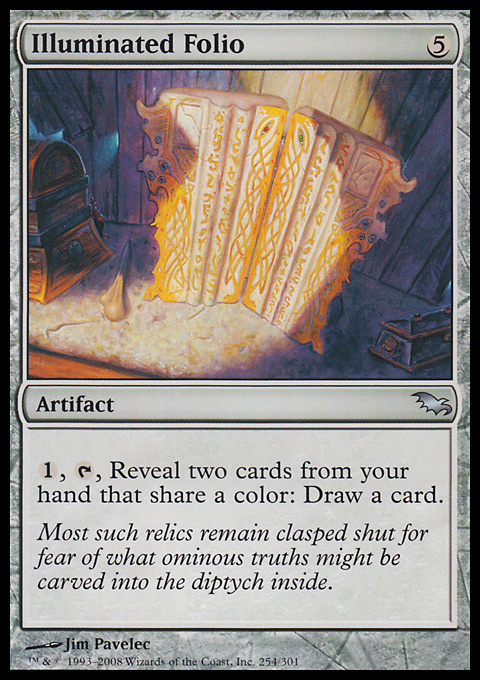 Illuminated Folio 5
Artifact
1, , Reveal two cards from your
hand that share a color: Draw a card.
Most such relics remain clasped shut for
fear of what ominous truths might be
carved into the diptych inside.
Jim Pavelec
™ & © 1993–2008 Wizards of the Coast, Inc. 254/301